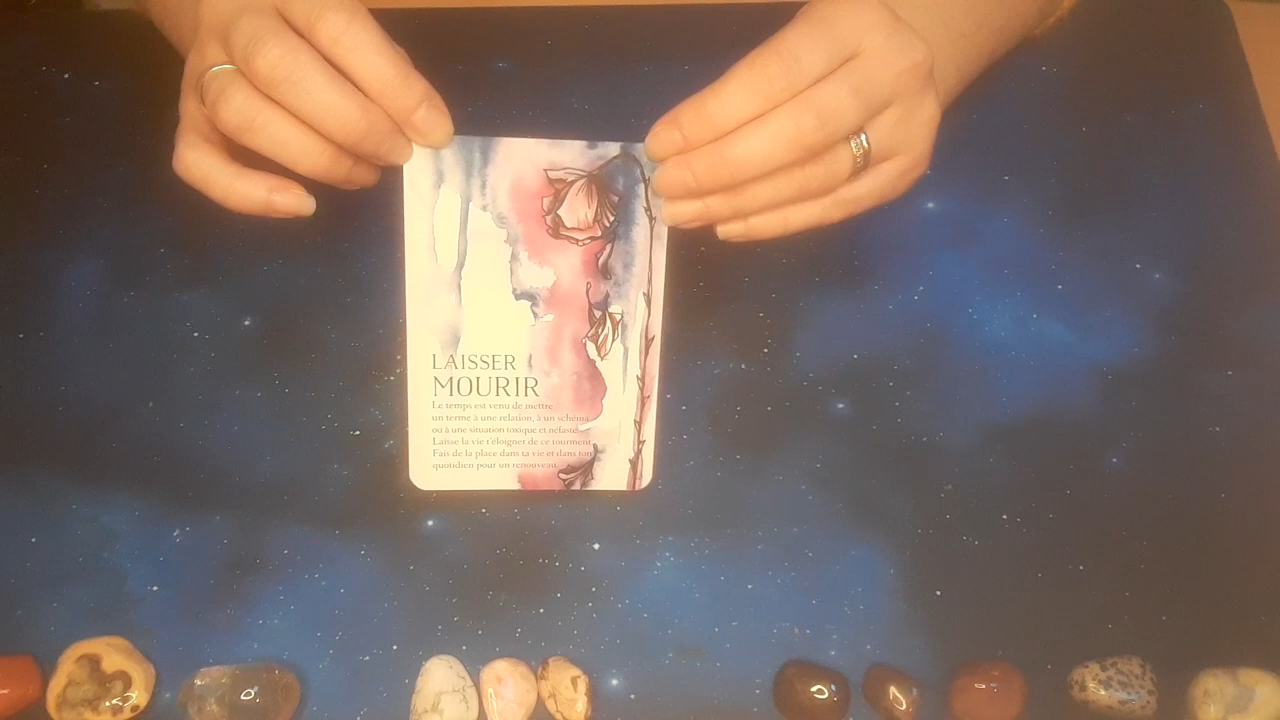 LAISSER
MOURIR
Le temps est venu de mettre
un terme à une relation, à un schéma
ou à une situation toxique et néfaste.
Laisse la vie t'éloigner de ce tourment.
Fais de la place dans ta vie et dans ton
quotidien pour un renouveau.